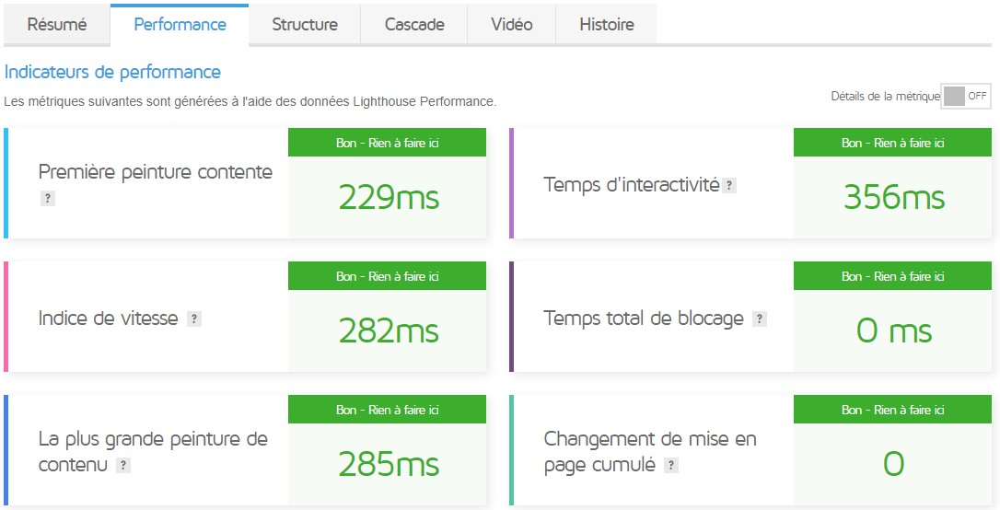 Résumé Performance Structure Cascade Vidéo Histoire
Indicateurs de performance
Les métriques suivantes sont générées à l'aide des données Lighthouse Performance.
Détails de la métrique OFF
Première peinture contente
?
Bon - Rien à faire ici
229ms
Temps d'interactivité ?
Bon - Rien à faire ici
356ms
Indice de vitesse ?
Bon - Rien à faire ici
282ms
Temps total de blocage ?
Bon - Rien à faire ici
0 ms
La plus grande peinture de
contenu ?
Bon - Rien à faire ici
285ms
Changement de mise en
page cumulé ?
Bon - Rien à faire ici
0